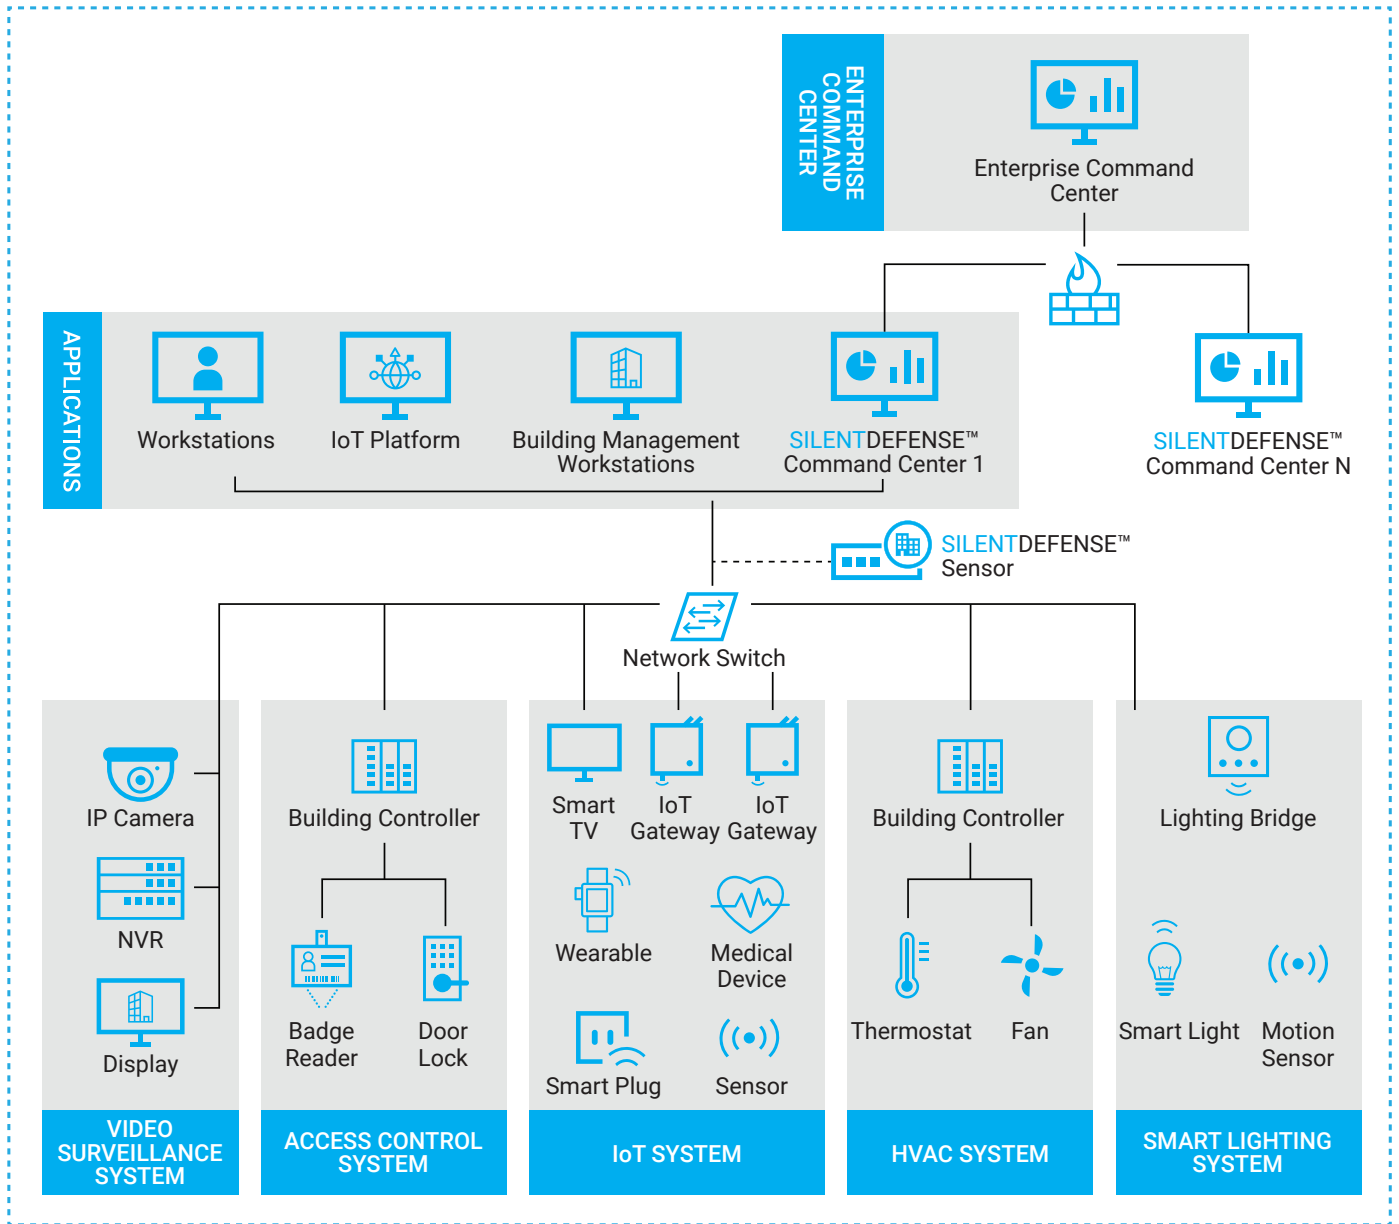 ENTERPRISE
COMMAND
CENTER
Enterprise Command
Center
APPLICATIONS
Workstations
IoT Platform
Building Management
Workstations
SILENTDEFENSE™
Command Center 1
SILENTDEFENSE™
Command Center N
SILENTDEFENSE™
Sensor
Network Switch
IP Camera
NVR
Display
VIDEO
SURVEILLANCE
SYSTEM
Building Controller
Badge
Reader
Door
Lock
ACCESS CONTROL
SYSTEM
Smart
TV
IoT
Gateway
IoT
Gateway
Wearable
Medical
Device
Smart Plug
Sensor
IoT SYSTEM
Building Controller
Thermostat
Fan
HVAC SYSTEM
Lighting Bridge
Smart Light
Motion
Sensor
SMART LIGHTING
SYSTEM